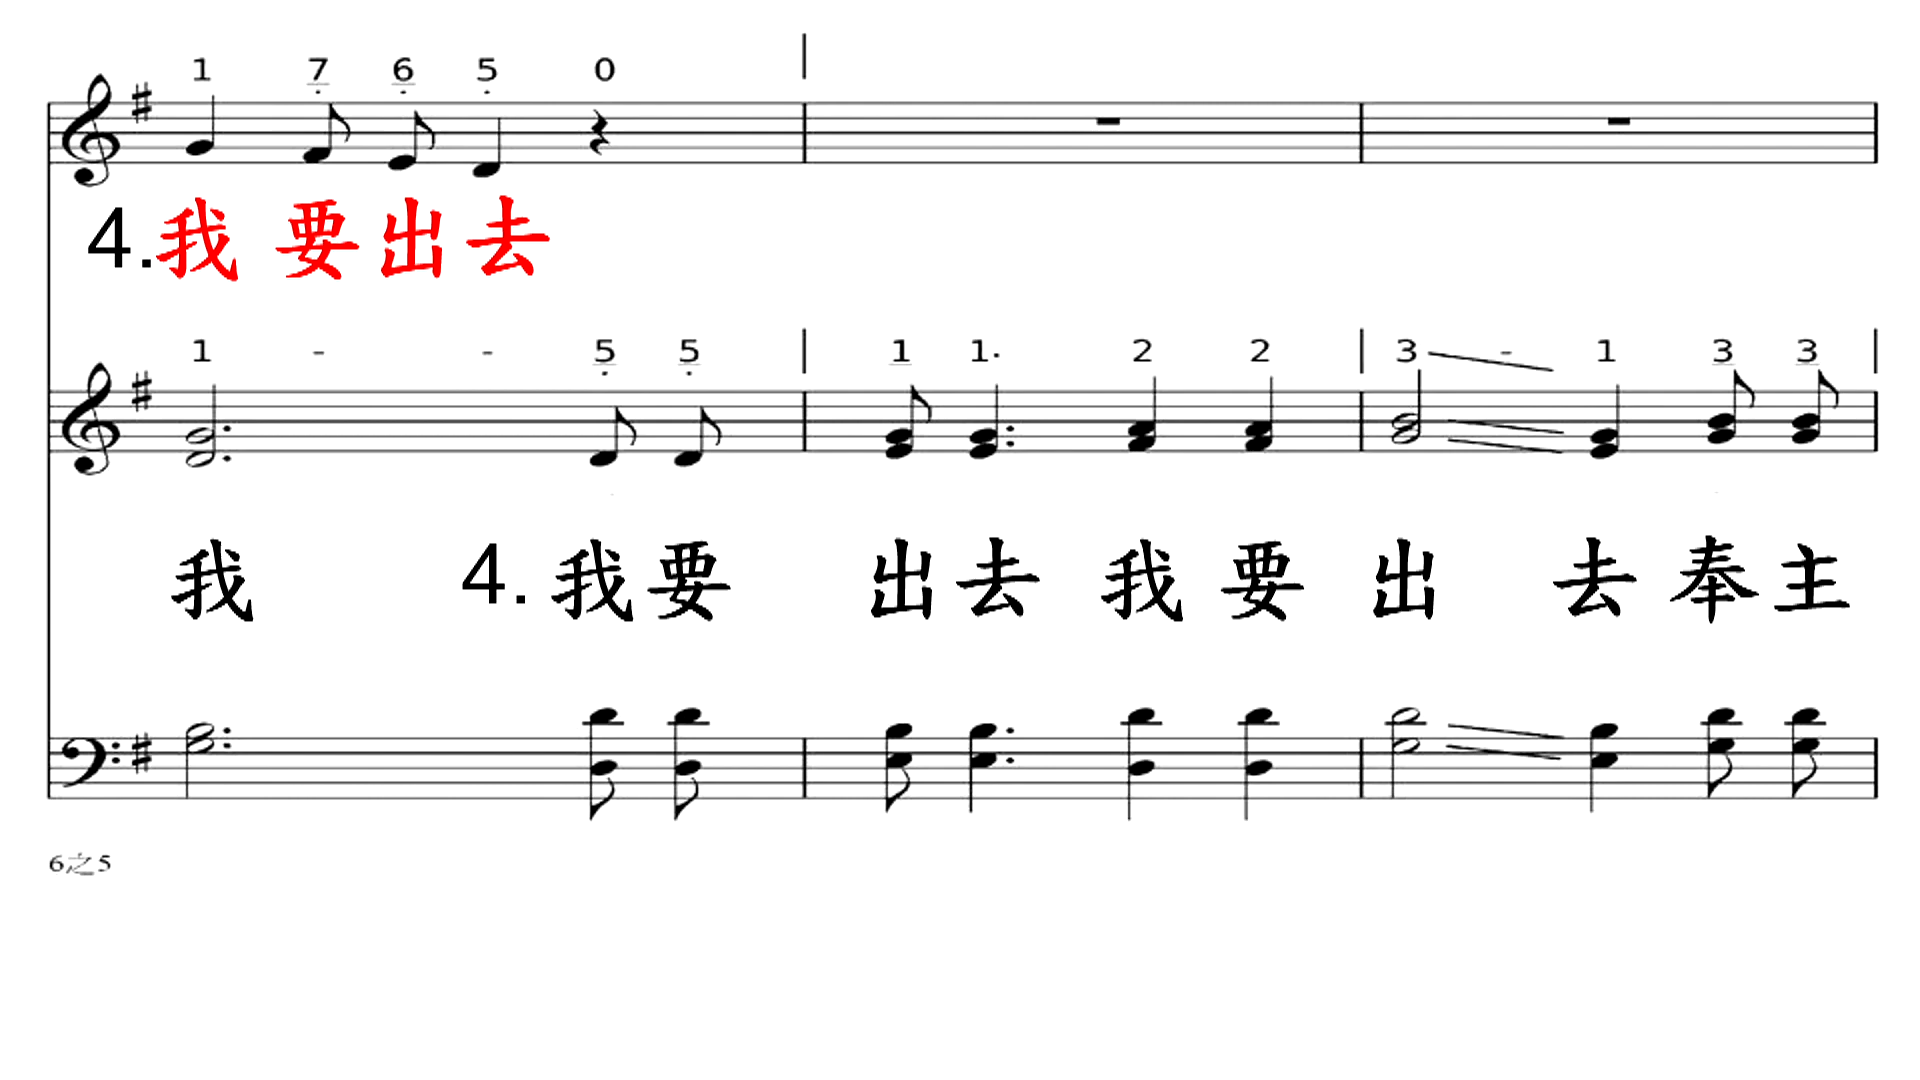 1 7 6 5 0
4.我 要 出 去
1 - - 5 5 | 1 1· 2 2 | 3 - 1 3 3 |
我 4.我 要 出 去 我 要 出 去 奉 主
6之5